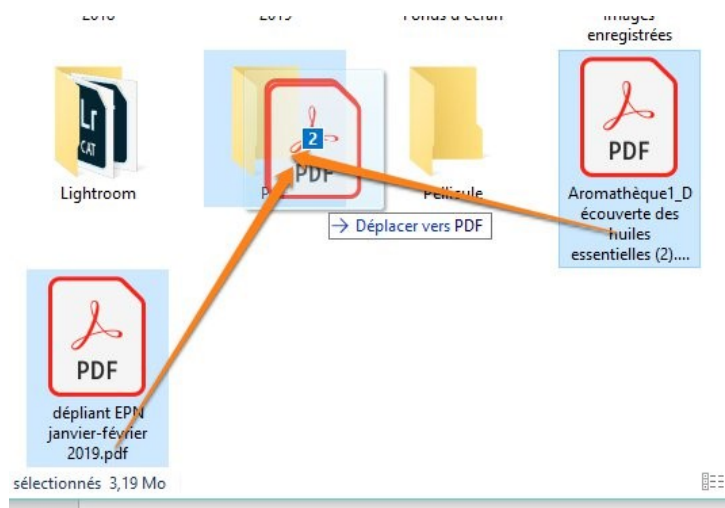 2019
Fonds d'écran
Images
enregistrées
Lr
CAT
Lightroom
2
PDF
Pellicule
PDF
Aromathèque1_D
écouverte des
huiles
essentielles (2)....
→ Déplacer vers PDF
PDF
dépliant EPN
janvier-février
2019.pdf
sélectionnés 3,19 Mo